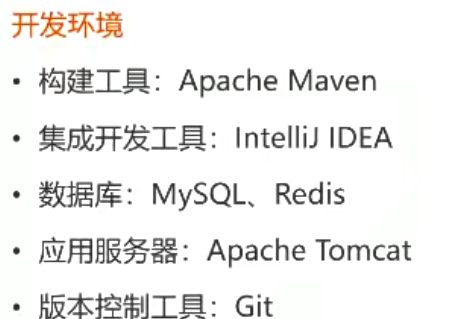 开发环境
• 构建工具：Apache Maven
• 集成开发工具：IntelliJ IDEA
• 数据库：MySQL、Redis
• 应用服务器：Apache Tomcat
• 版本控制工具：Git